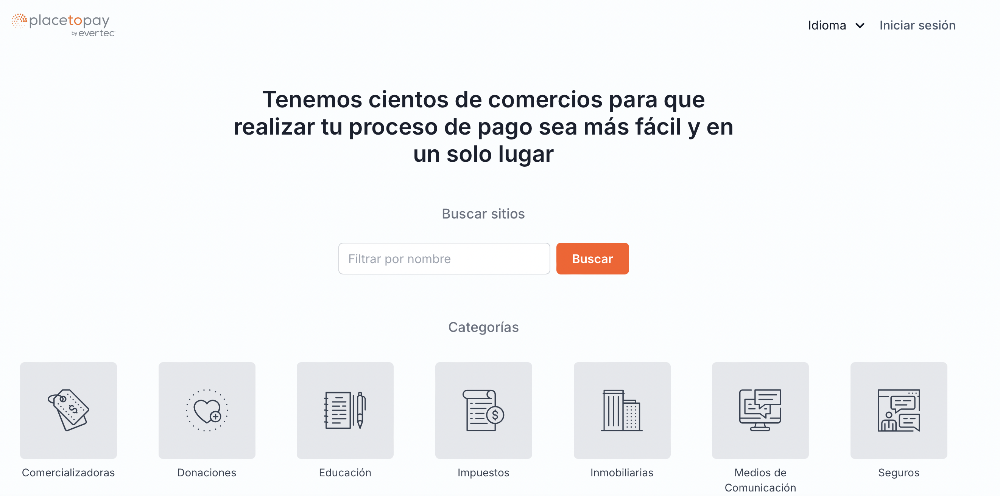 placetopay
by evertec
Idioma
Iniciar sesión
Tenemos cientos de comercios para que
realizar tu proceso de pago sea más fácil y en
un solo lugar
Buscar sitios
Filtrar por nombre
Buscar
Categorías
Comercializadoras
Donaciones
Educación
Impuestos
Inmobiliarias
Medios de
Comunicación
Seguros